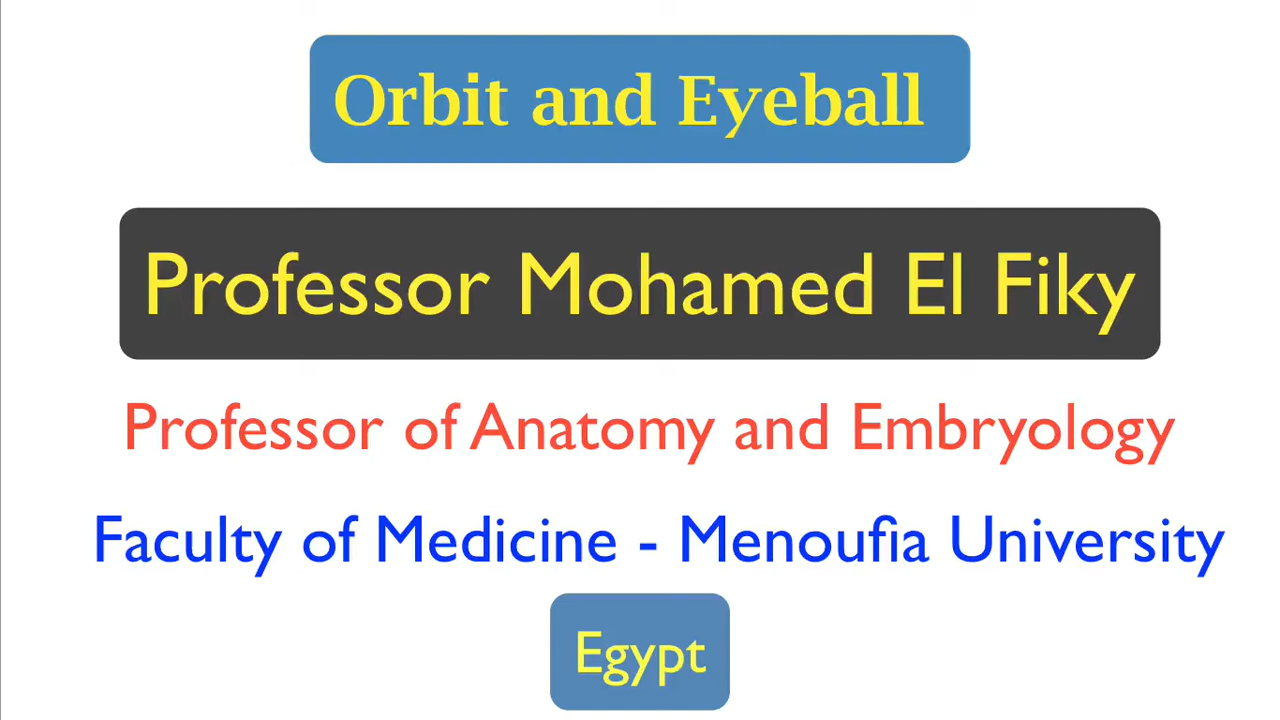 Orbit and Eyeball
Professor Mohamed El Fiky
Professor of Anatomy and Embryology
Faculty of Medicine - Menoufia University
Egypt